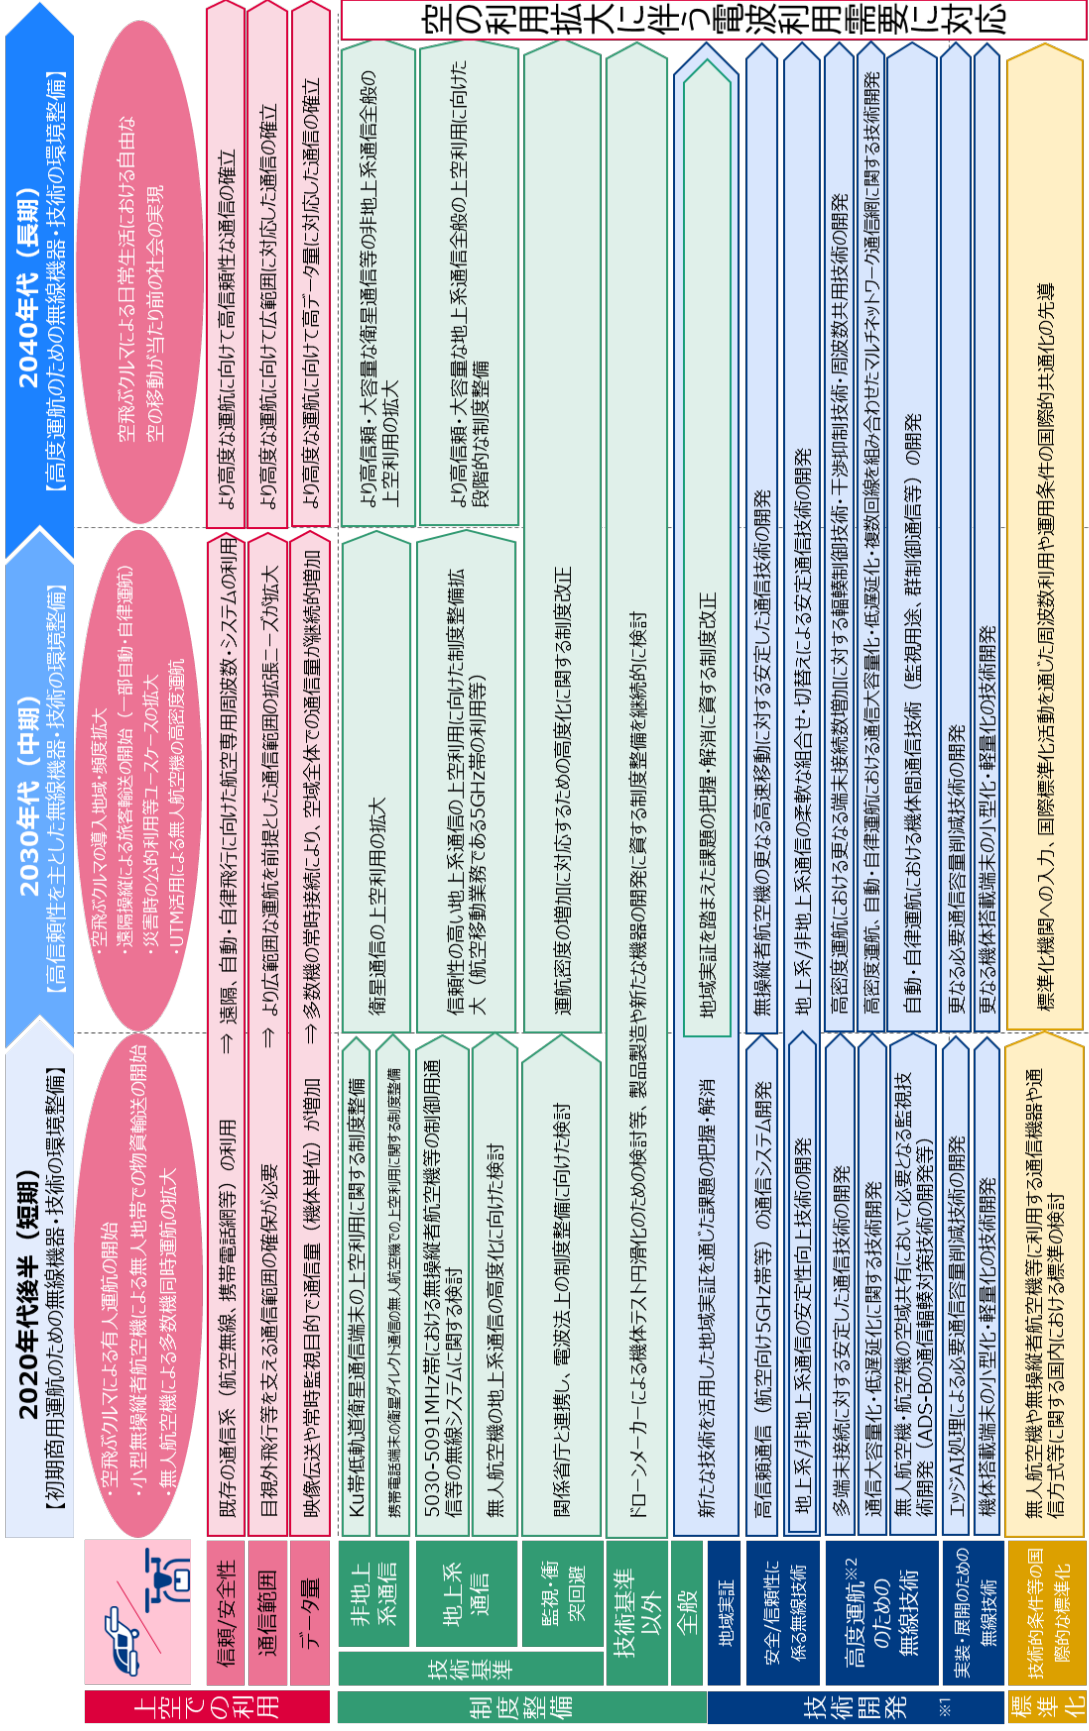 2020年代後半（短期）
【初期商用運航のための無線機器・技術の環境整備】
2030年代（中期）
【高信頼性を主とした無線機器・技術の環境整備】
2040年代（長期）
【高度運航のための無線機器・技術の環境整備】
・空飛ぶクルマによる有人運航の開始
・小型無操縦者航空機による無人地帯での物資輸送の開始
・無人航空機による多数機同時運航の拡大
・空飛ぶクルマの導入地域・頻度拡大
・遠隔操縦による旅客輸送の開始（一部自動・自律運航）
・災害時の公的利用等ユースケースの拡大
・UTM活用による無人航空機の高密度運航
空飛ぶクルマによる日常生活における自由な
空の移動が当たり前の社会の実現
上空での利用
信頼/安全性
既存の通信系（航空無線、携帯電話網等）の利用
⇒ 遠隔、自動・自律飛行に向けた航空専用周波数・システムの利用
より高度な運航に向けて高信頼性な通信の確立
通信範囲
目視外飛行等を支える通信範囲の確保が必要
⇒ より広範囲な運航を前提とした通信範囲の拡張ニーズが拡大
より高度な運航に向けて広範囲に対応した通信の確立
データ量
映像伝送や常時監視目的で通信量（機体単位）が増加
⇒ 多数機の常時接続により、空域全体での通信量が継続的増加
より高度な運航に向けて高データ量に対応した通信の確立
空の利用拡大に伴う電波利用需要に対応
制度整備
技術基準
非地上
系通信
Ku帯低軌道衛星通信端末の上空利用に関する制度整備
携帯電話端末の衛星ダイレクト通信の無人航空機での上空利用に関する制度整備
衛星通信の上空利用の拡大
より高信頼・大容量な衛星通信等の非地上系通信全般の
上空利用の拡大
地上系
通信
5030-5091MHz帯における無操縦者航空機等の制御用通
信等の無線システムに関する検討
無人航空機の地上系通信の高度化に向けた検討
信頼性の高い地上系通信の上空利用に向けた制度整備拡
大（航空移動業務である5GHz帯の利用等）
より高信頼・大容量な地上系通信全般の上空利用に向けた
段階的な制度整備
監視・衝
突回避
関係省庁と連携し、電波法上の制度整備に向けた検討
運航密度の増加に対応するための高度化に関する制度改正
技術基準
以外
ドローンメーカーによる機体テスト円滑化のための検討等、製品製造や新たな機器の開発に資する制度整備を継続的に検討
全般
地域実証
新たな技術を活用した地域実証を通じた課題の把握・解消
地域実証を踏まえた課題の把握・解消に資する制度改正
技術開発
※1
安全/信頼性に
係る無線技術
高信頼通信（航空向け5GHz帯等）の通信システム開発
無操縦者航空機の更なる高速移動に対する安定した通信技術の開発
地上系/非地上系通信の安定性向上技術の開発
地上系/非地上系通信の柔軟な組合せ・切替えによる安定通信技術の開発
高度運航※2
のための
無線技術
多端末接続に対する安定した通信技術の開発
高密度運航における更なる端末接続数増加に対する輻輳制御技術・干渉抑制技術・周波数共用技術の開発
通信大容量化・低遅延化に関する技術開発
高密度運航、自動・自律運航における通信大容量化・低遅延化・複数回線を組み合わせたマルチネットワーク通信網に関する技術開発
無人航空機・航空機の空域共有において必要となる監視技
術開発（ADS-Bの通信輻輳対策技術の開発等）
自動・自律運航における機体間通信技術（監視用途、群制御通信等）の開発
実装・展開のための
無線技術
エッジAI処理による必要通信容量削減技術の開発
更なる必要通信容量削減技術の開発
機体搭載端末の小型化・軽量化の技術開発
更なる機体搭載端末の小型化・軽量化の技術開発
標準化
技術的条件等の国
際的な標準化
無人航空機や無操縦者航空機等に利用する通信機器や通
信方式等に関する国内における標準の検討
標準化機関への入力、国際標準化活動を通じた周波数利用や運用条件の国際的共通化の先導